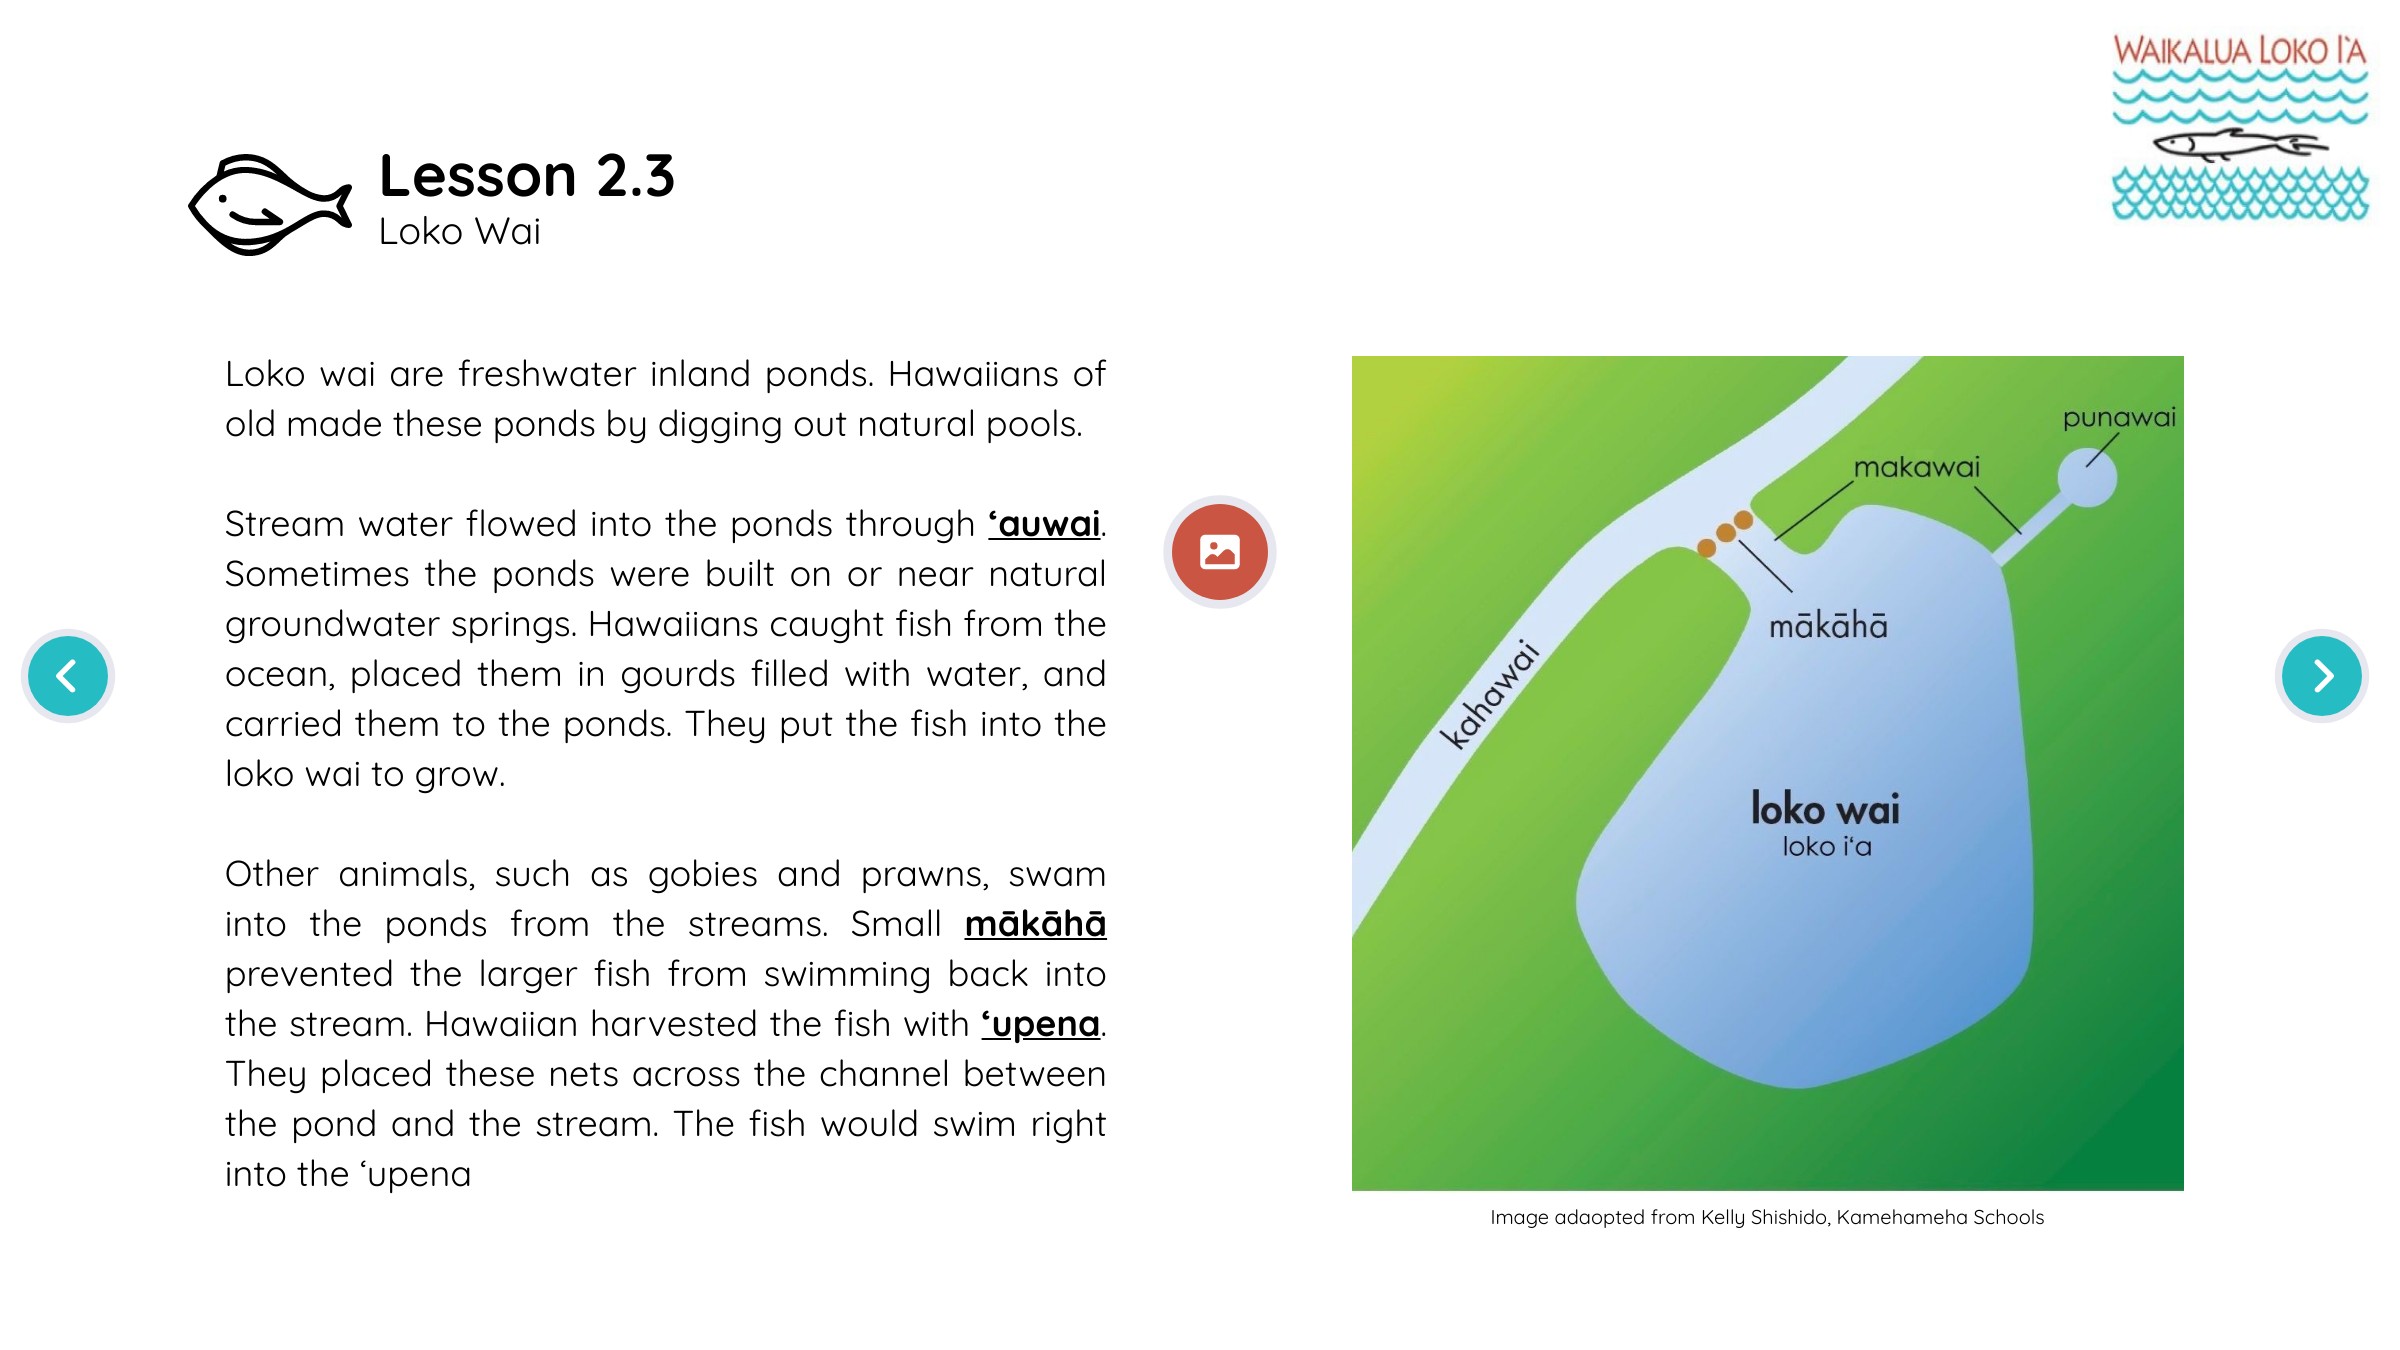 WAIKALUA LOKO I'A
Lesson 2.3
Loko Wai
Loko wai are freshwater inland ponds. Hawaiians of
old made these ponds by digging out natural pools.
Stream water flowed into the ponds through ‘auwai.
Sometimes the ponds were built on or near natural
groundwater springs. Hawaiians caught fish from the
ocean, placed them in gourds filled with water, and
carried them to the ponds. They put the fish into the
loko wai to grow.
Other animals, such as gobies and prawns, swam
into the ponds from the streams. Small mākāhā
prevented the larger fish from swimming back into
the stream. Hawaiian harvested the fish with ‘upena.
They placed these nets across the channel between
the pond and the stream. The fish would swim right
into the ‘upena
punawai
makawai
mākāhā
kahawai
loko wai
loko i‘a
Image adaopted from Kelly Shishido, Kamehameha Schools